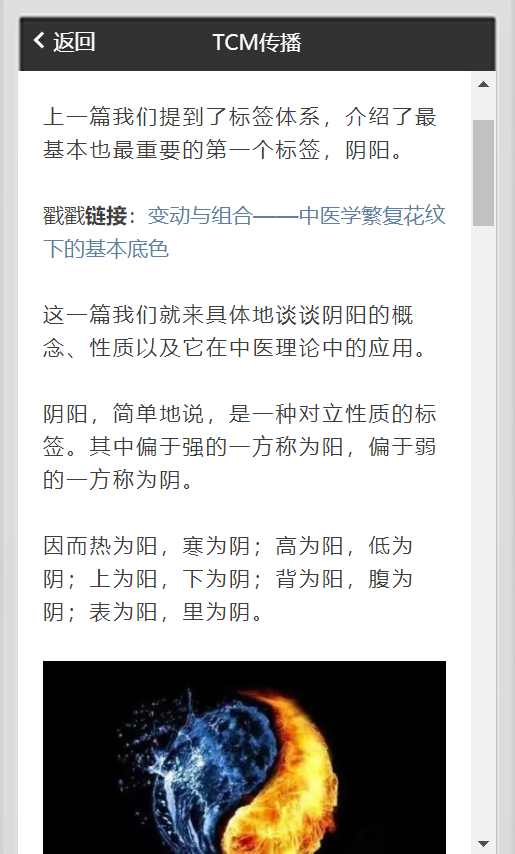 返回
TCM传播
上一篇我们提到了标签体系，介绍了最
基本也最重要的第一个标签，阴阳。
戳戳链接：变动与组合——中医学繁复花纹
下的基本底色
这一篇我们就来具体地谈谈阴阳的概
念、性质以及它在中医理论中的应用。
阴阳，简单地说，是一种对立性质的标
签。其中偏于强的一方称为阳，偏于弱
的一方称为阴。
因而热为阳，寒为阴；高为阳，低为
阴；上为阳，下为阴；背为阳，腹为
阴；表为阳，里为阴。